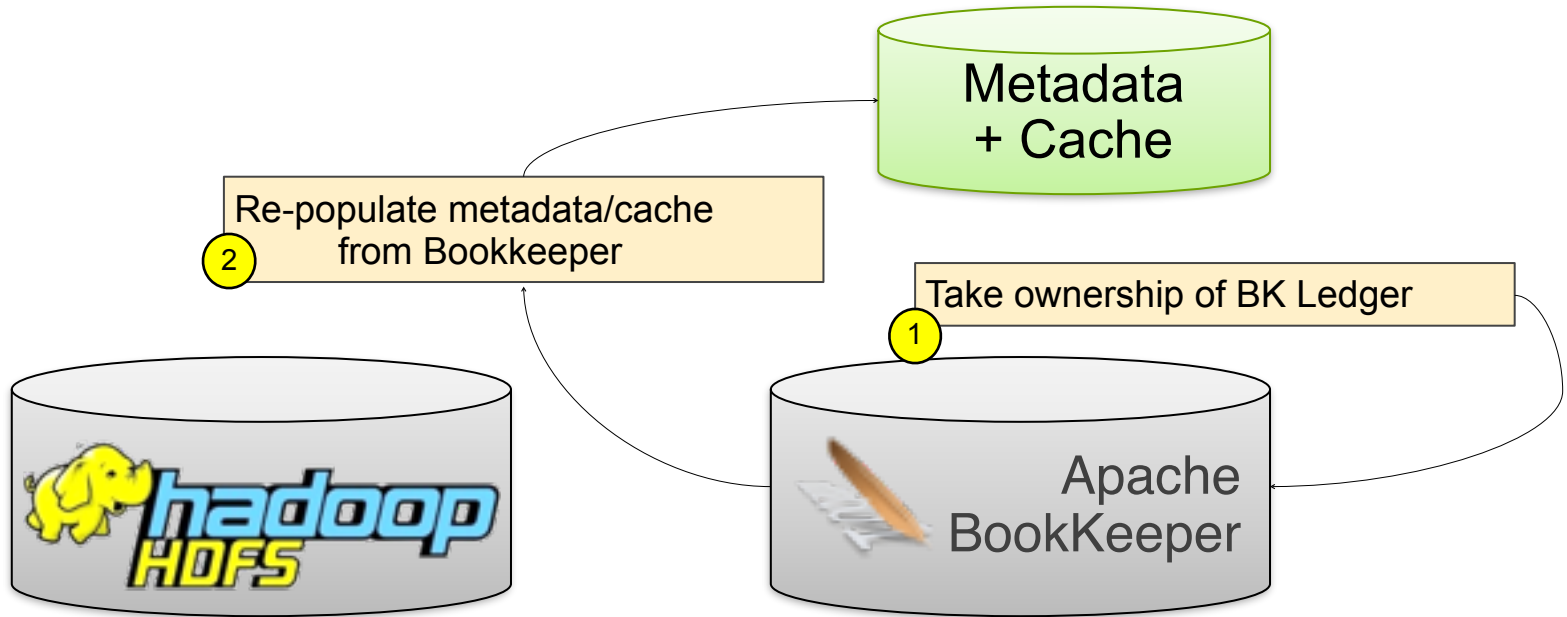 Metadata
+ Cache
Re-populate metadata/cache
from Bookkeeper
2
Take ownership of BK Ledger
1
hadoop
HDFS
Apache
BookKeeper